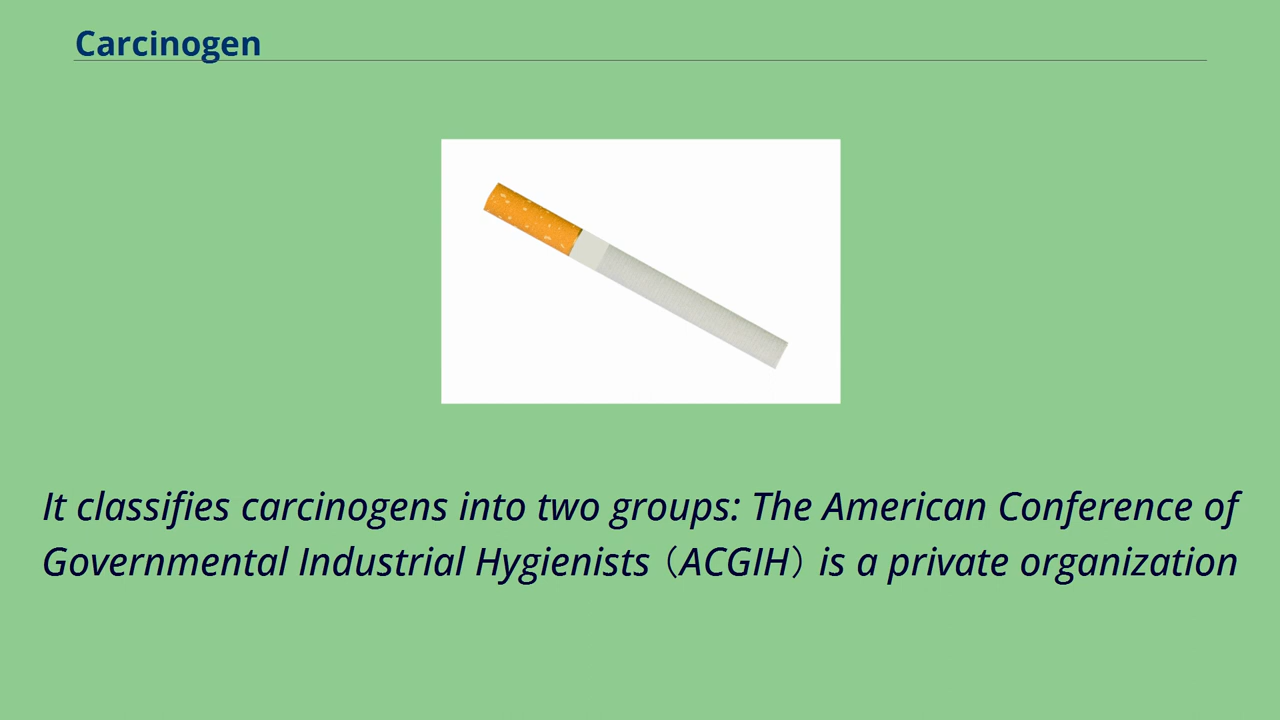 Carcinogen
It classifies carcinogens into two groups: The American Conference of
Governmental Industrial Hygienists（ACGIH）is a private organization